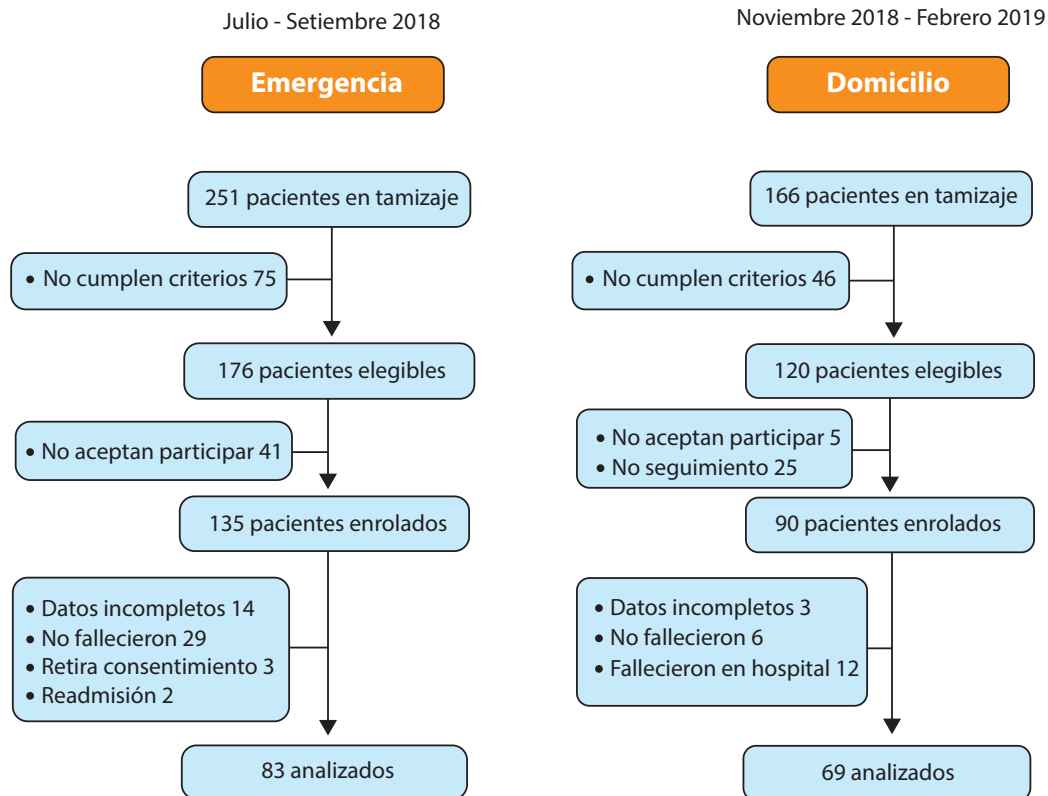 Julio - Setiembre 2018
Emergencia
251 pacientes en tamizaje
• No cumplen criterios 75
176 pacientes elegibles
• No aceptan participar 41
135 pacientes enrolados
• Datos incompletos 14
• No fallecieron 29
• Retira consentimiento 3
• Readmisión 2
83 analizados
Noviembre 2018 - Febrero 2019
Domicilio
166 pacientes en tamizaje
• No cumplen criterios 46
120 pacientes elegibles
• No aceptan participar 5
• No seguimiento 25
90 pacientes enrolados
• Datos incompletos 3
• No fallecieron 6
• Fallecieron en hospital 12
69 analizados